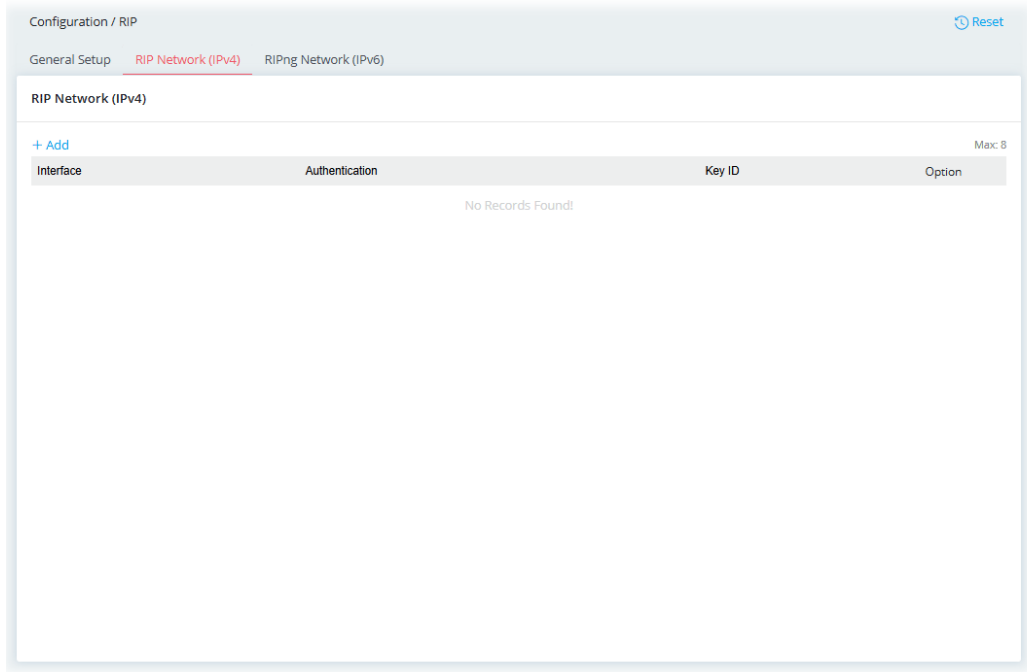 Configuration / RIP Reset
General Setup RIP Network (IPv4) RIPng Network (IPv6)
RIP Network (IPv4)
+ Add Max: 8
Interface Authentication Key ID Option
No Records Found!